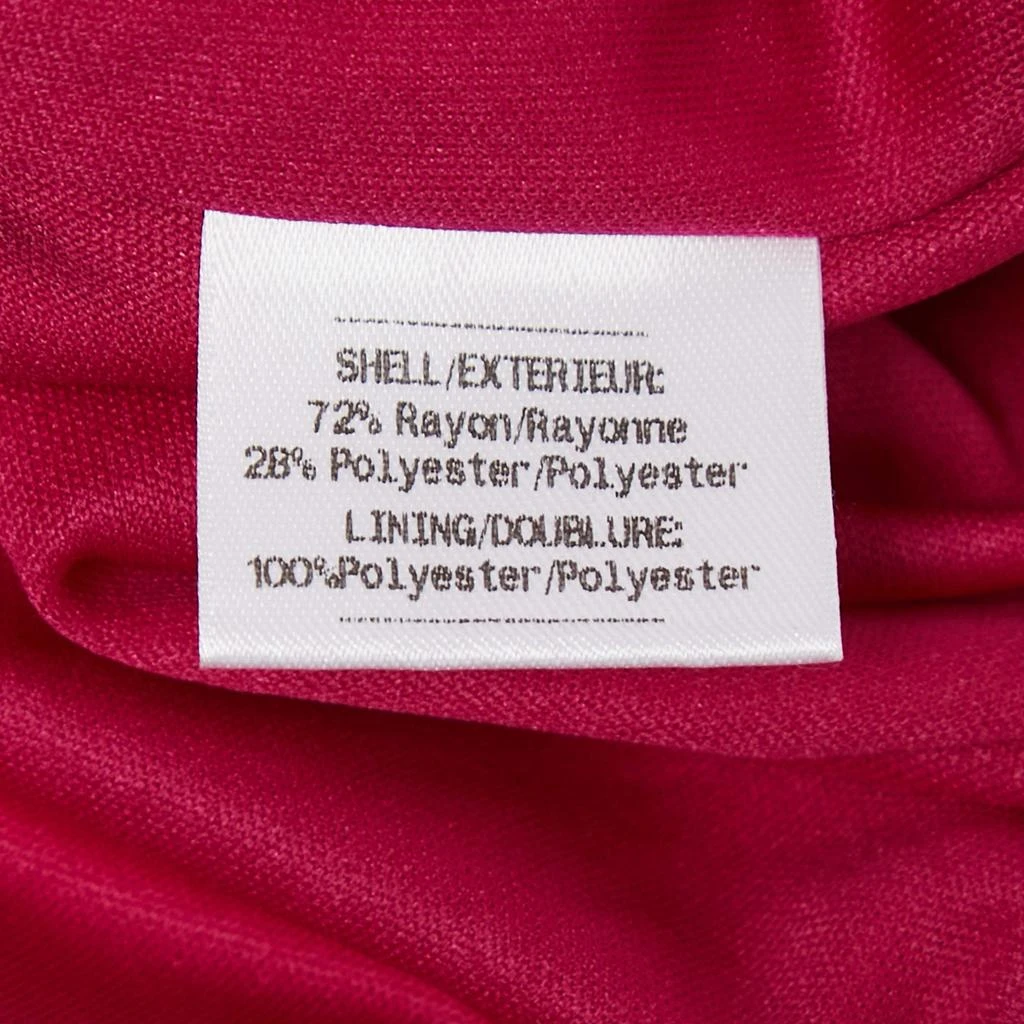 SHELL/EXTERIEUR:
72% Rayon/Rayonne
28% Polyester/Polyester
LINING/DOUBLURE:
100%Polyester/Polyester